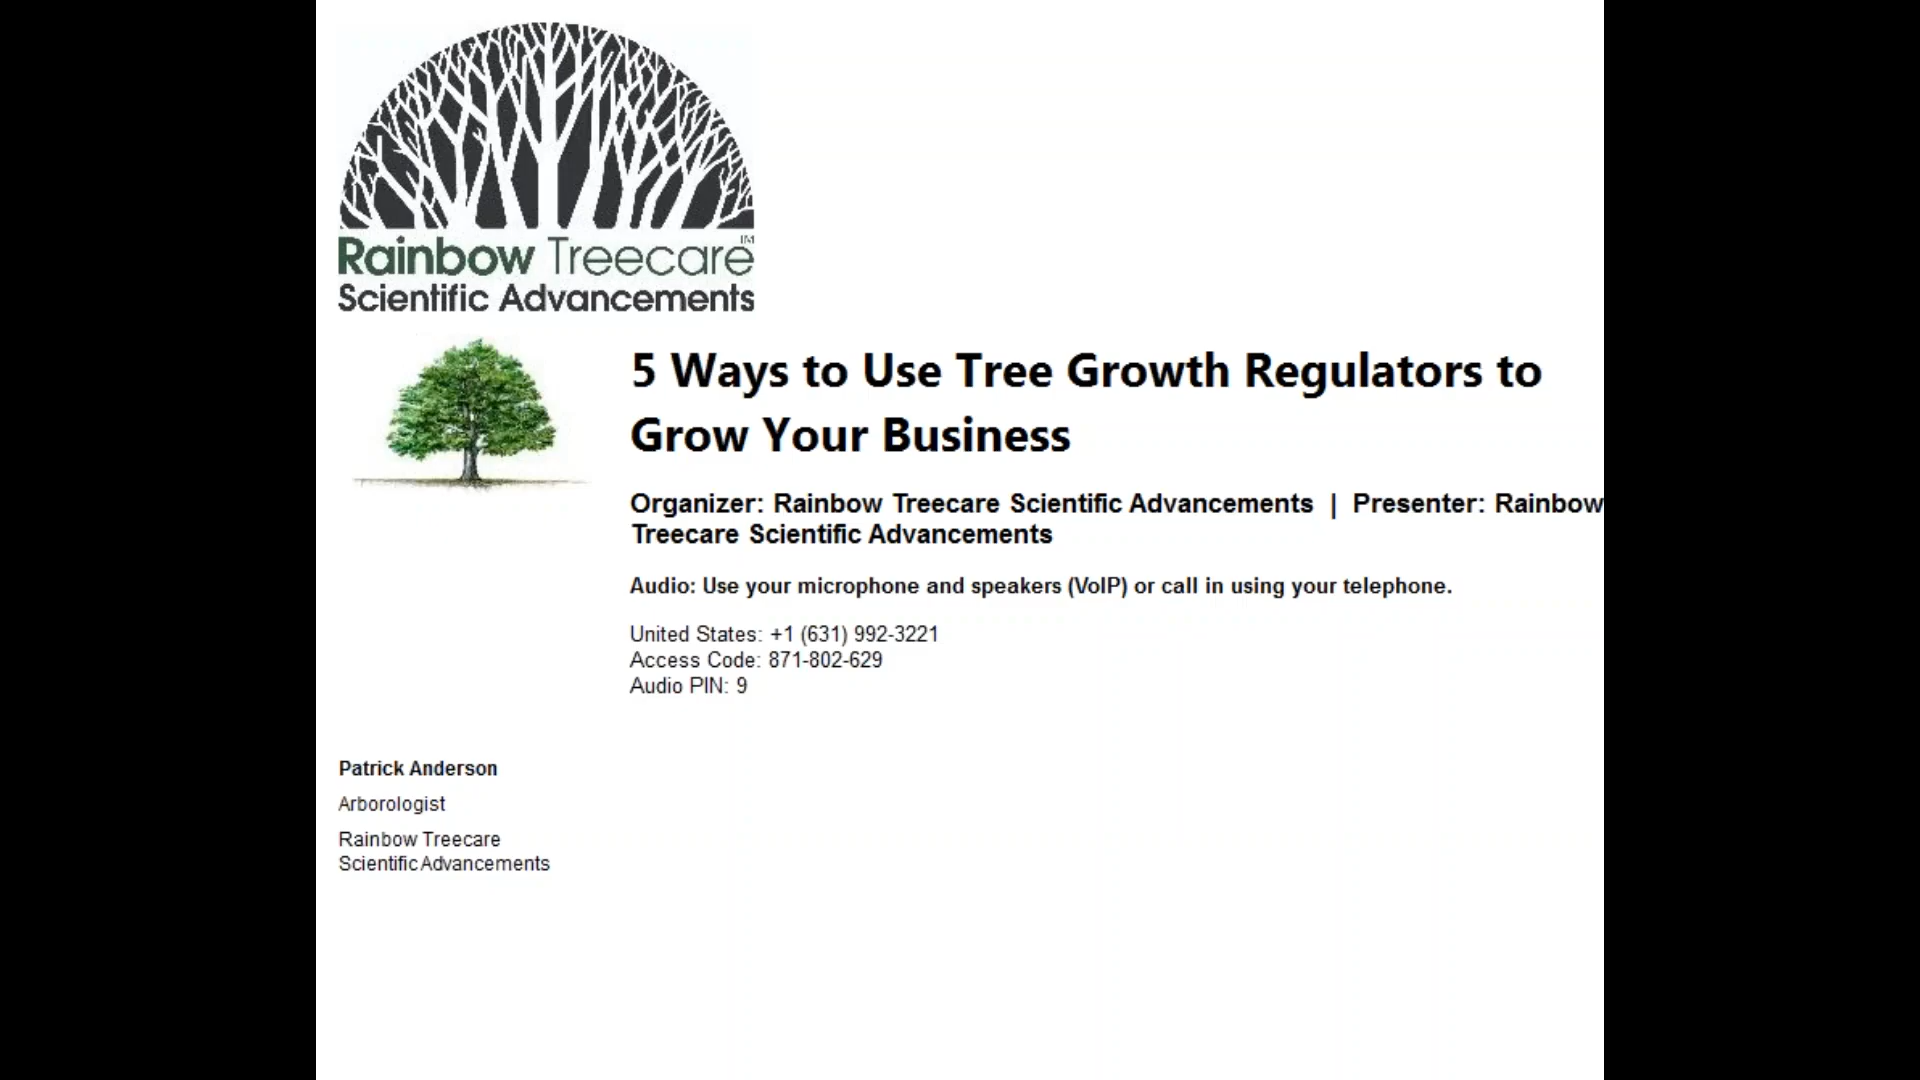 Rainbow Treecare™
Scientific Advancements
5 Ways to Use Tree Growth Regulators to
Grow Your Business
Organizer: Rainbow Treecare Scientific Advancements | Presenter: Rainbow
Treecare Scientific Advancements
Audio: Use your microphone and speakers (VoIP) or call in using your telephone.
United States: +1 (631) 992-3221
Access Code: 871-802-629
Audio PIN: 9
Patrick Anderson
Arborologist
Rainbow Treecare
Scientific Advancements